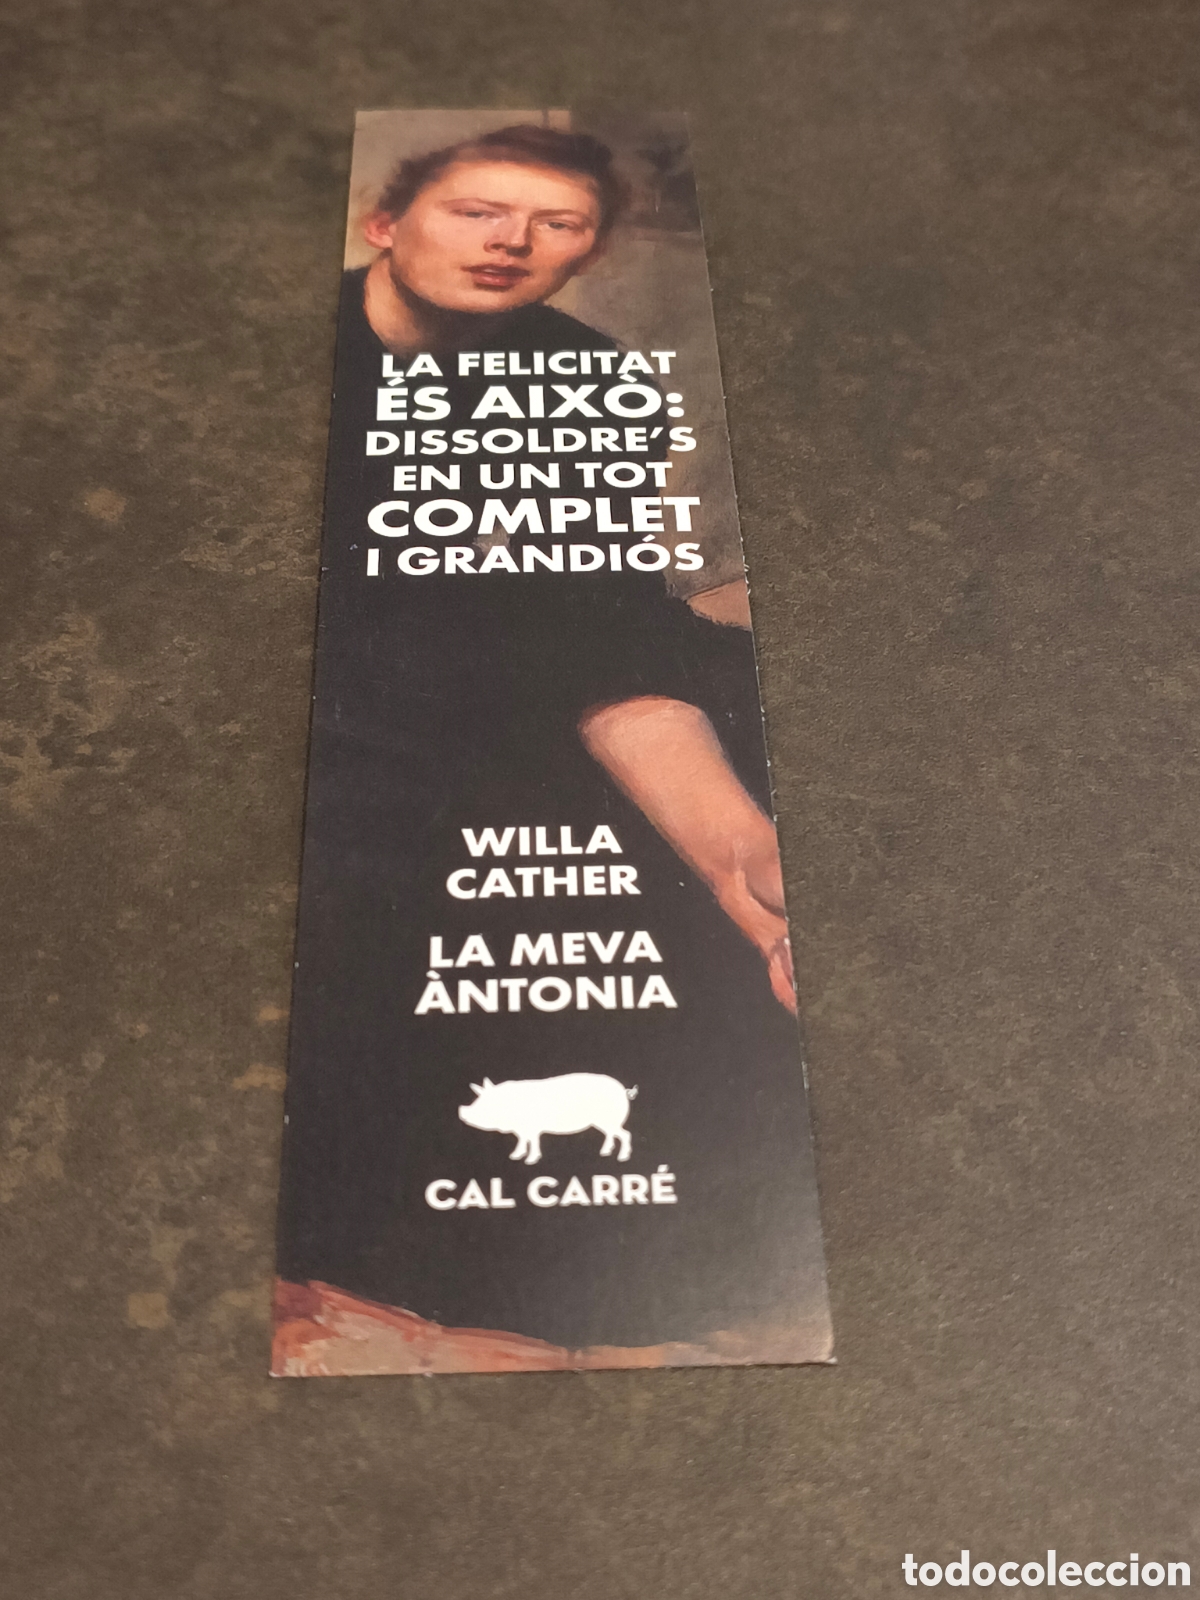 LA FELICITAT
ÉS AIXÒ:
DISSOLDRE'S
EN UN TOT
COMPLET
I GRANDIÓS
WILLA
CATHER
LA MEVA
ÀNTONIA
CAL CARRÉ
todocoleccion